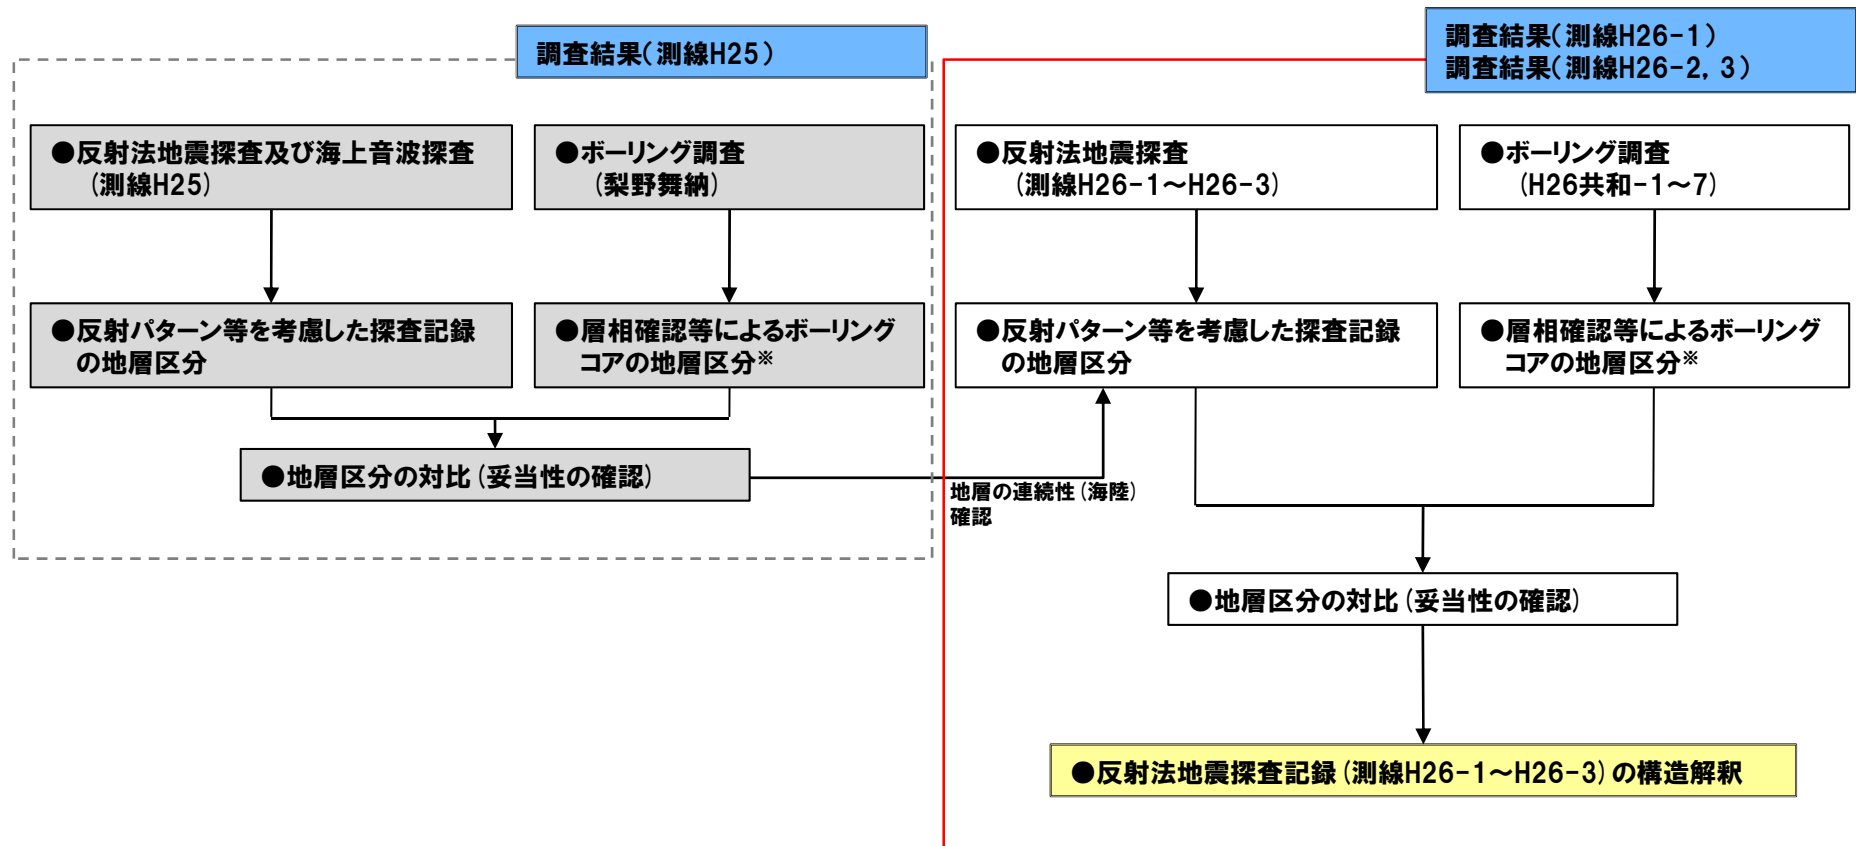 調査結果(測線H25)
●反射法地震探査及び海上音波探査
(測線H25)
●ボーリング調査
(梨野舞納)
●反射パターン等を考慮した探査記録
の地層区分
●層相確認等によるボーリング
コアの地層区分※
●地層区分の対比(妥当性の確認)
地層の連続性(海陸)
確認
調査結果(測線H26-1)
調査結果(測線H26-2, 3)
●反射法地震探査
(測線H26-1～H26-3)
●ボーリング調査
(H26共和-1～7)
●反射パターン等を考慮した探査記録
の地層区分
●層相確認等によるボーリング
コアの地層区分※
●地層区分の対比(妥当性の確認)
●反射法地震探査記録(測線H26-1～H26-3)の構造解釈